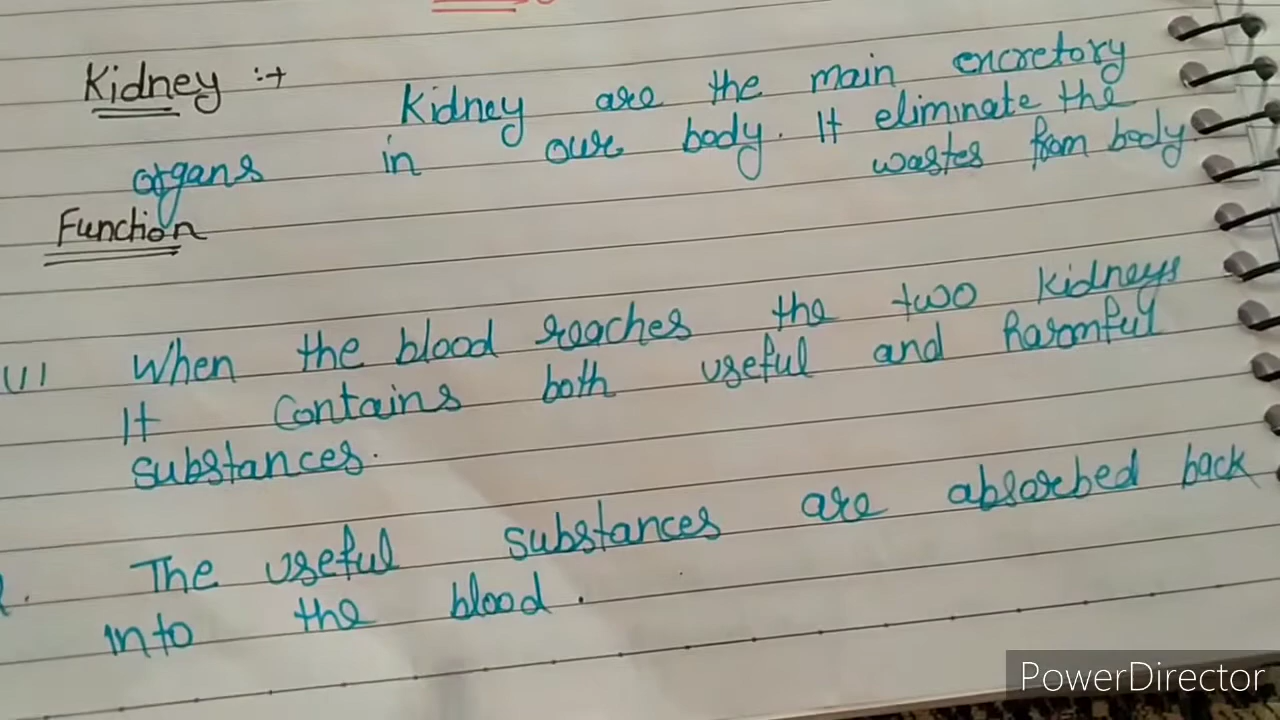 Kidney :→ Kidney are the main encretory
organs in our body. It eliminate the
wastes from body
Function
(1) When the blood reaches the two kidneys
It contains both useful and harmful
substances.
The useful substances are absorbed back
into the blood.
PowerDirector